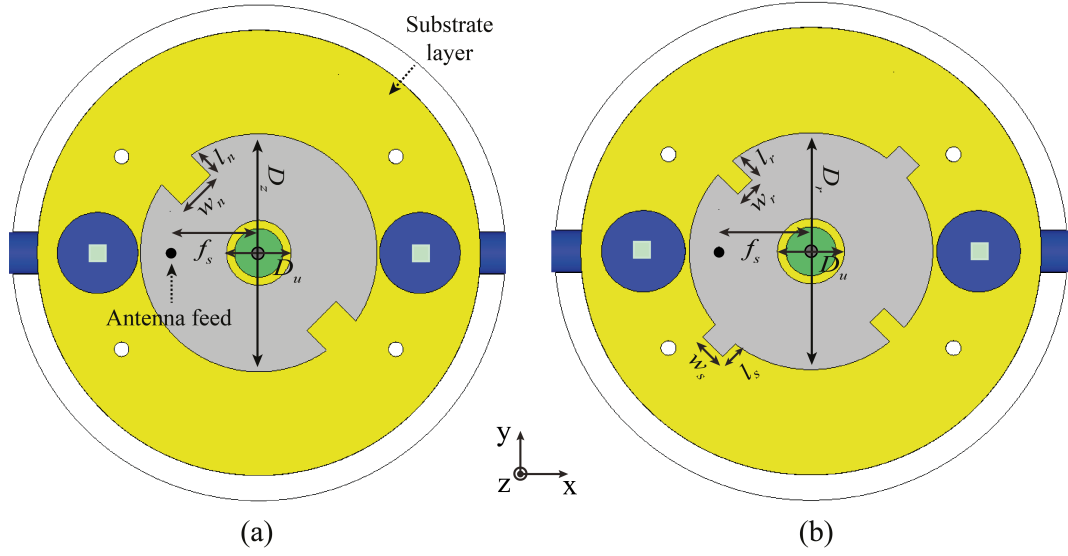 Substrate
layer
l_n
w_n
D_z
f_s
D_u
Antenna feed
(a)
l_r
w_r
D_r
f_s
D_u
w_s
l_s
y
z
x
(b)